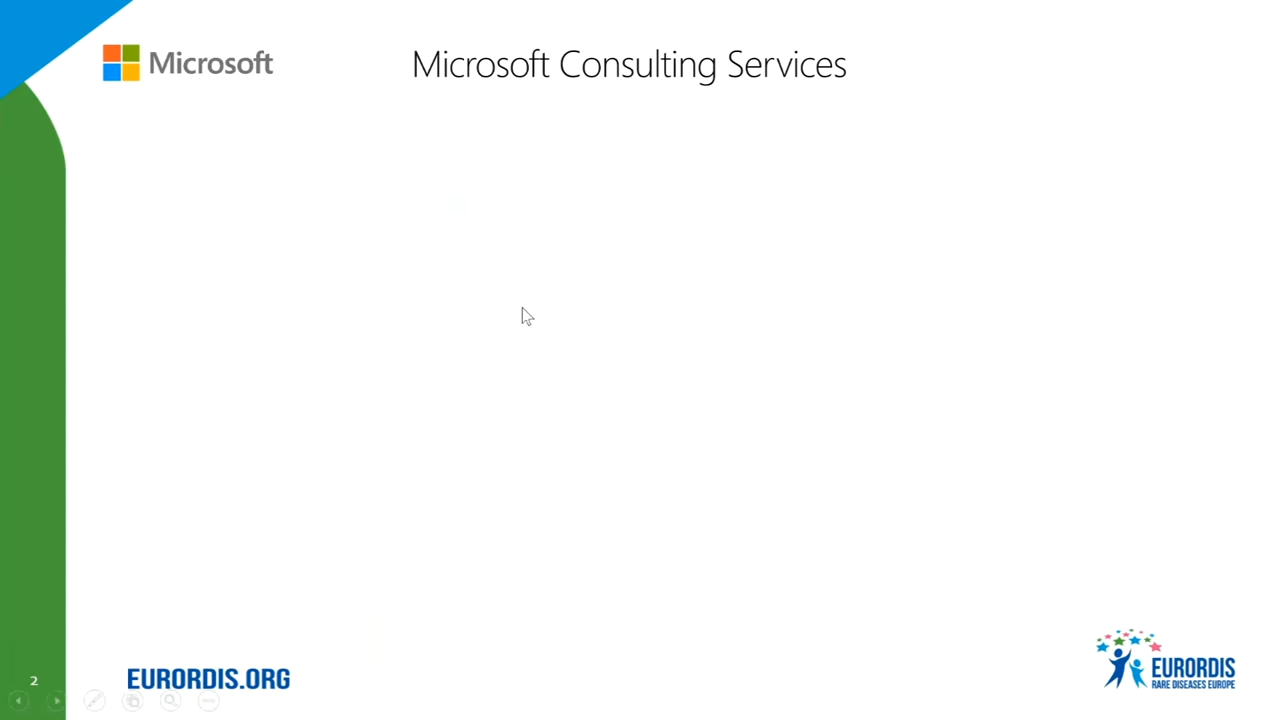 Microsoft
Microsoft Consulting Services
2
EURORDIS.ORG
EURORDIS
RARE DISEASES EUROPE